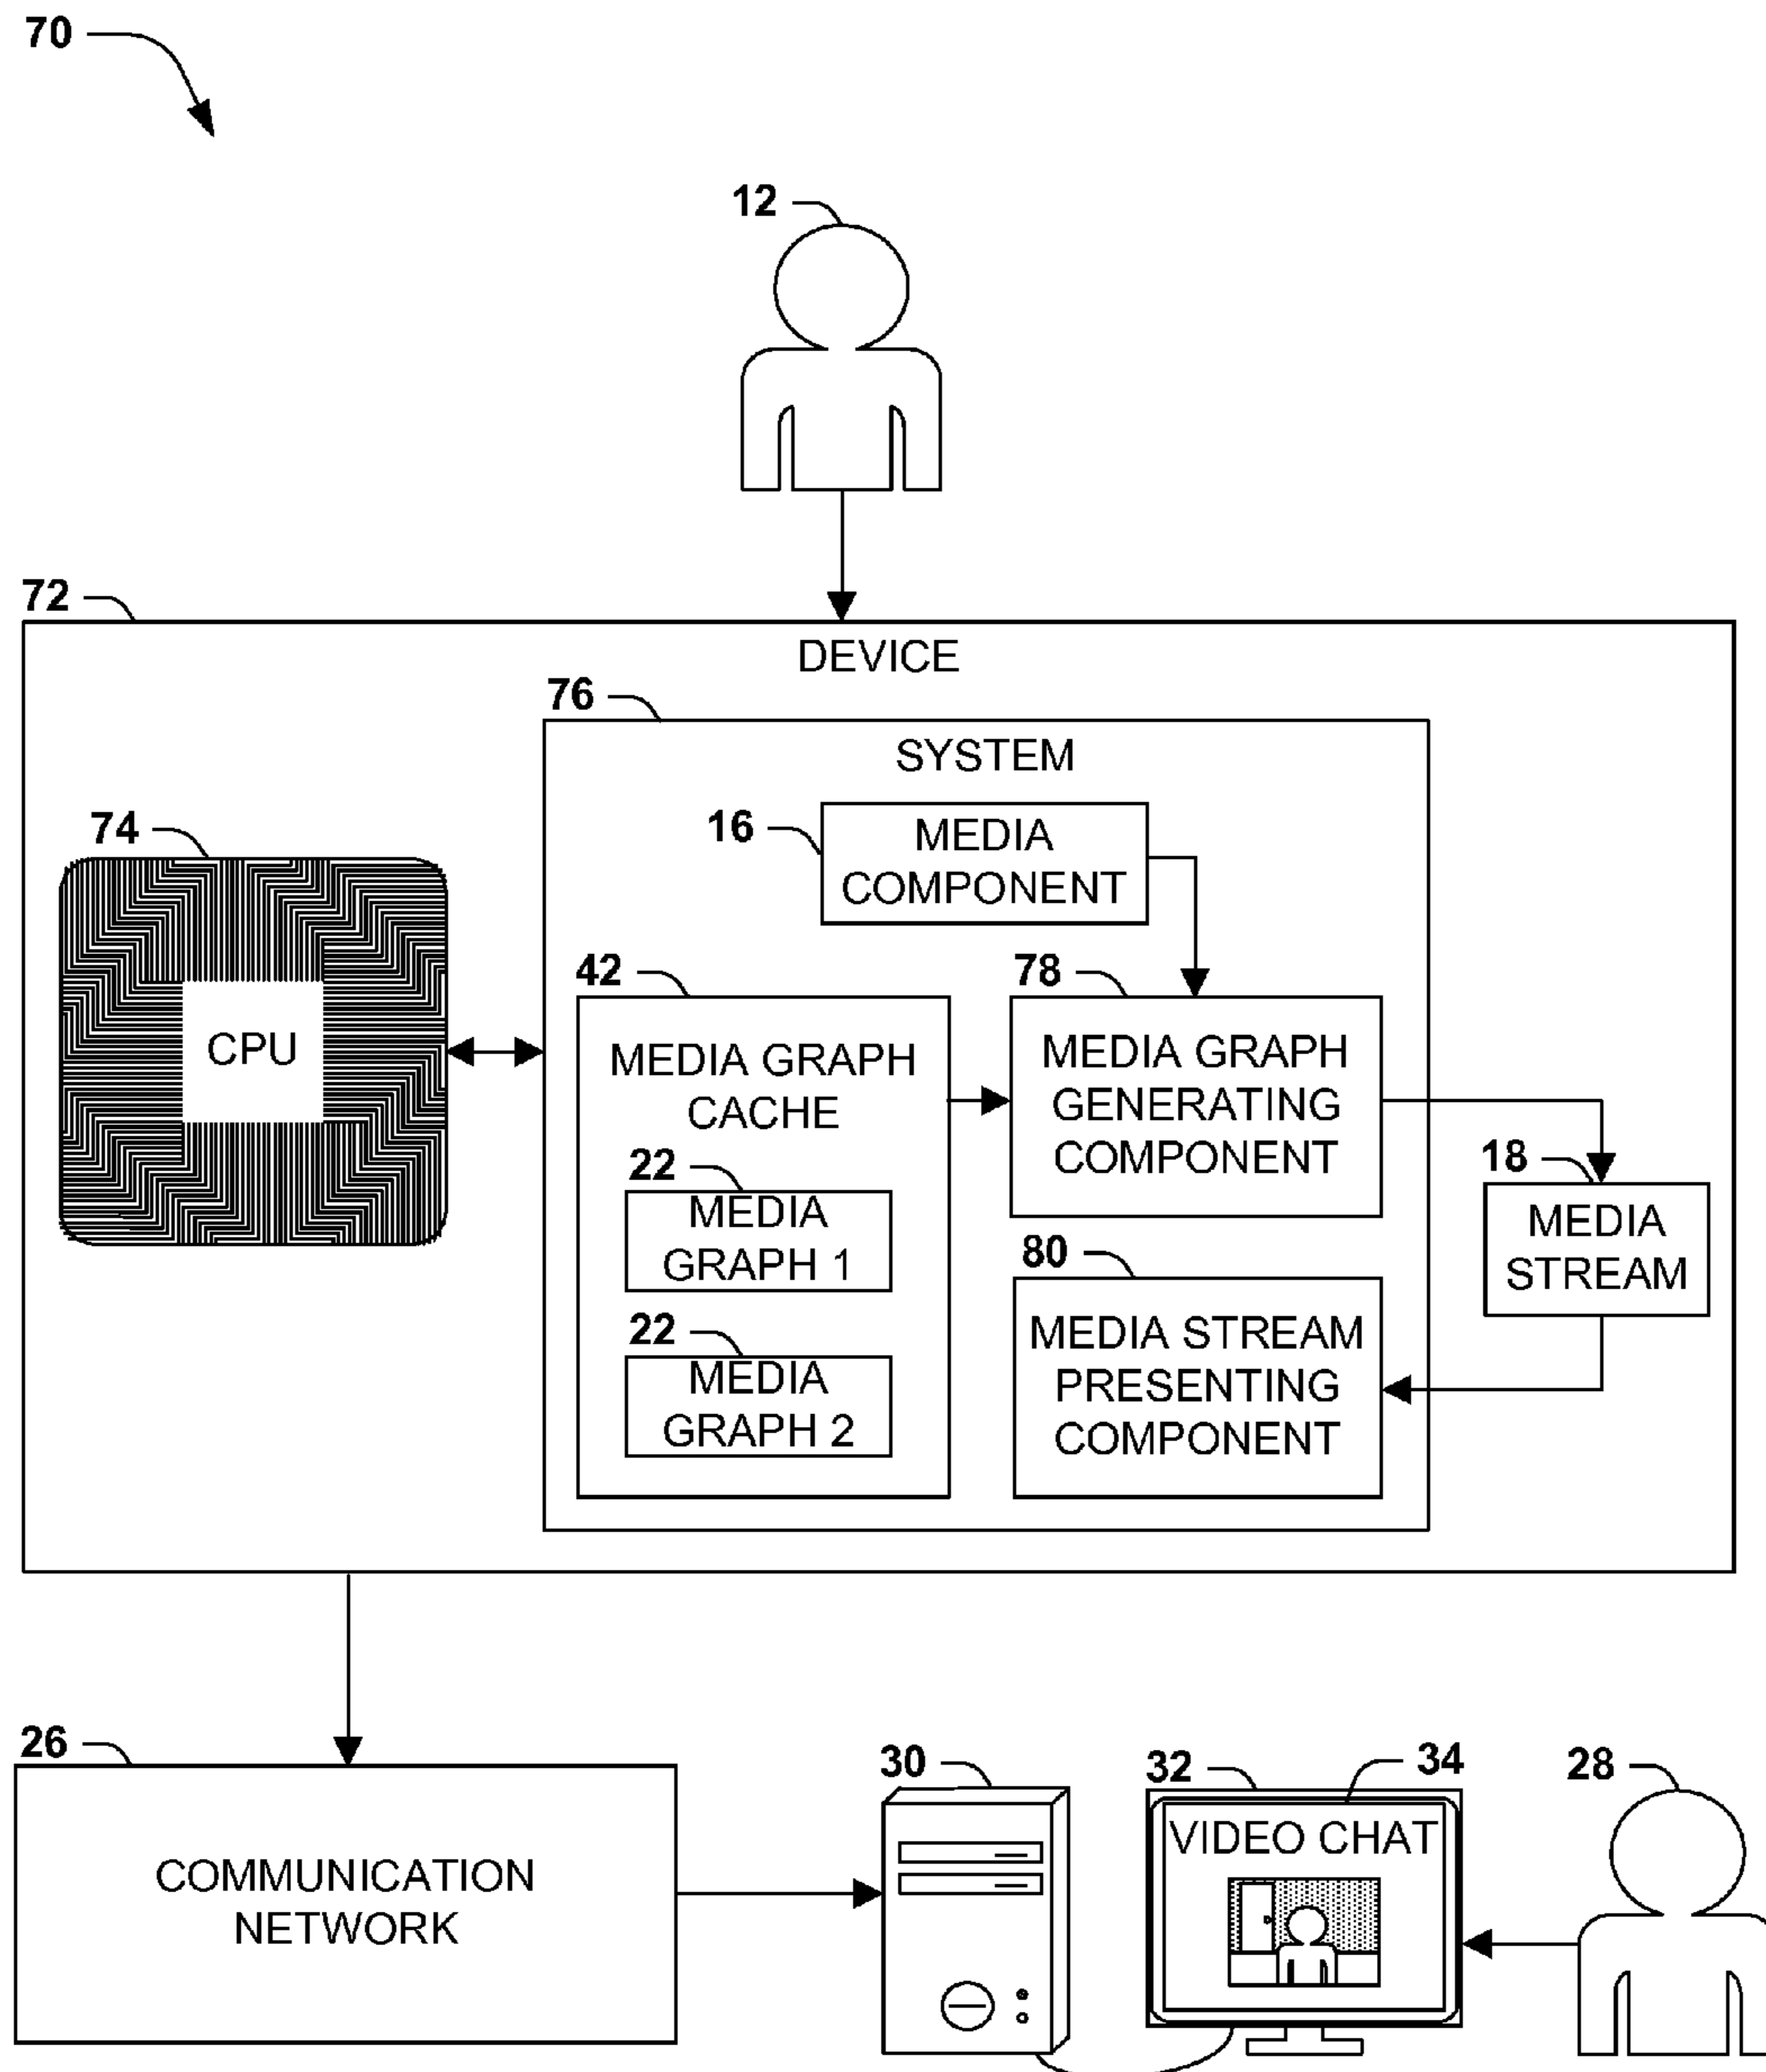 70
12
72
DEVICE
76
SYSTEM
74
16
MEDIA
COMPONENT
CPU
42
MEDIA GRAPH
CACHE
22
MEDIA
GRAPH 1
22
MEDIA
GRAPH 2
78
MEDIA GRAPH
GENERATING
COMPONENT
18
MEDIA
STREAM
80
MEDIA STREAM
PRESENTING
COMPONENT
26
COMMUNICATION
NETWORK
30
32
34
VIDEO CHAT
28